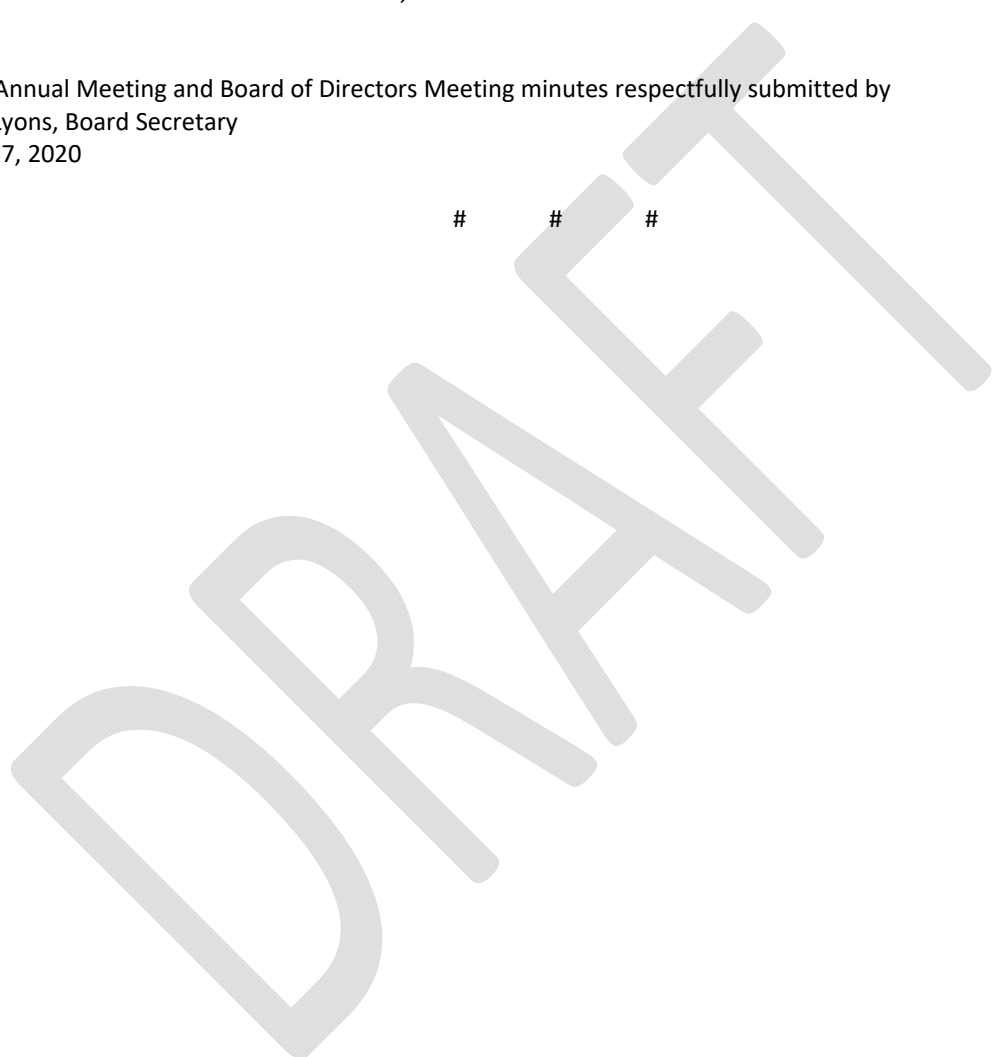 Annual Meeting and Board of Directors Meeting minutes respectfully submitted by
Lyons, Board Secretary
7, 2020
# # #
DRAFT